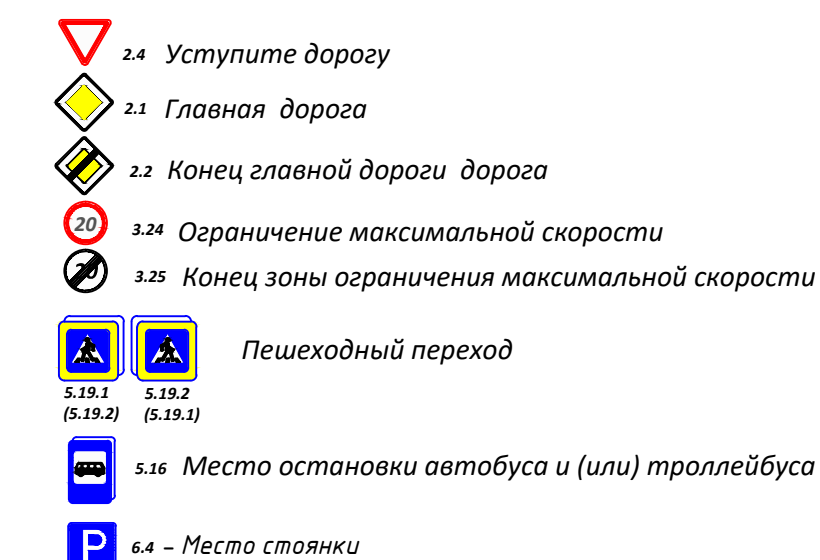 2.4 Уступите дорогу
2.1 Главная дорога
2.2 Конец главной дороги дорога
20 3.24 Ограничение максимальной скорости
20 3.25 Конец зоны ограничения максимальной скорости
Пешеходный переход
5.19.1 5.19.2
(5.19.2) (5.19.1)
5.16 Место остановки автобуса и (или) троллейбуса
P 6.4 – Место стоянки